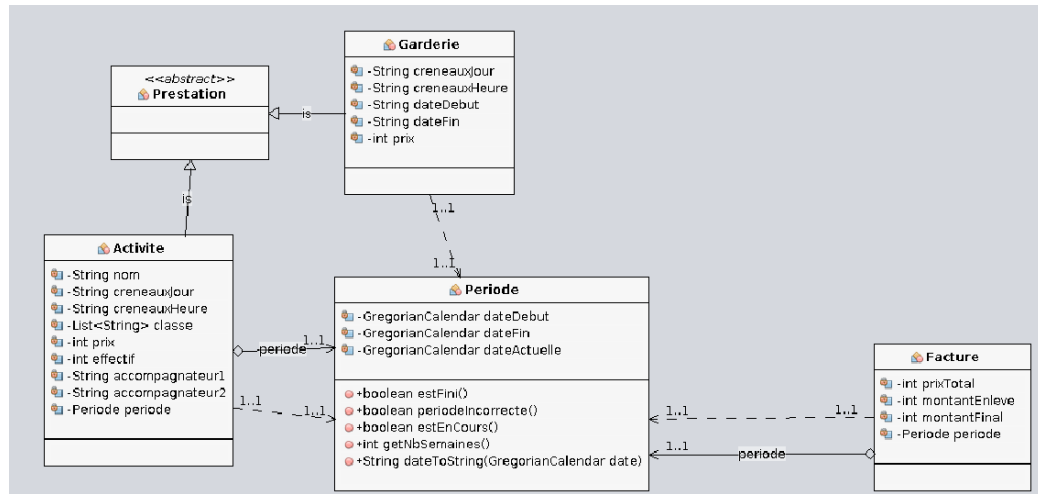 Garderie
-String creneauxJour
-String creneauxHeure
-String dateDebut
-String dateFin
-int prix
<<abstract>>
Prestation
is
is
1..1
1..1
Activite
-String nom
-String creneauxJour
-String creneauxHeure
-List<String> classe
-int prix
-int effectif
-String accompagnateur1
-String accompagnateur2
-Periode periode
periode
1..1
1..1
1..1
Periode
-GregorianCalendar dateDebut
-GregorianCalendar dateFin
-GregorianCalendar dateActuelle
+boolean estFini()
+boolean periodeIncorrecte()
+boolean estEnCours()
+int getNbSemaines()
+String dateToString(GregorianCalendar date)
1..1
1..1
1..1
periode
Facture
-int prixTotal
-int montantEnleve
-int montantFinal
-Periode periode